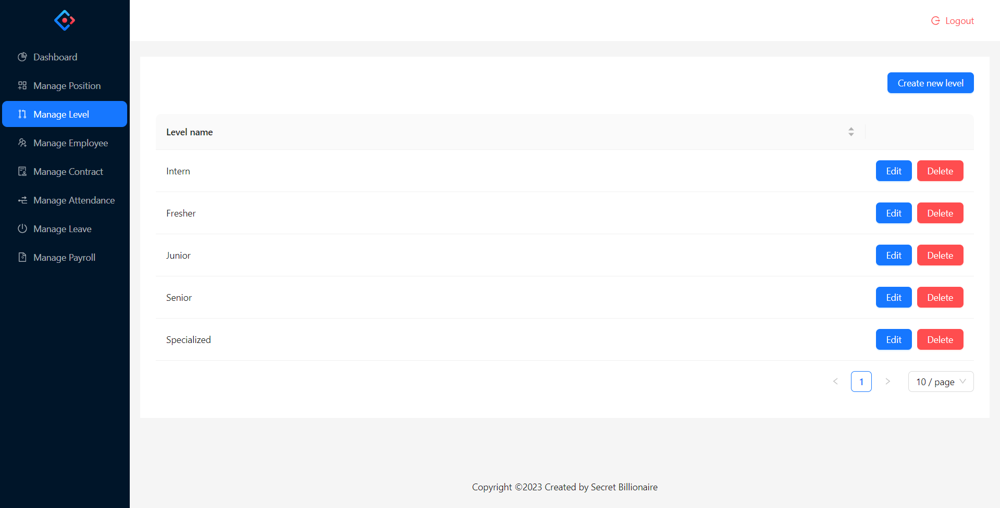 Logout
Dashboard
Manage Position
Manage Level
Manage Employee
Manage Contract
Manage Attendance
Manage Leave
Manage Payroll
Create new level
Level name
Intern Edit Delete
Fresher Edit Delete
Junior Edit Delete
Senior Edit Delete
Specialized Edit Delete
1 10 / page
Copyright ©2023 Created by Secret Billionaire